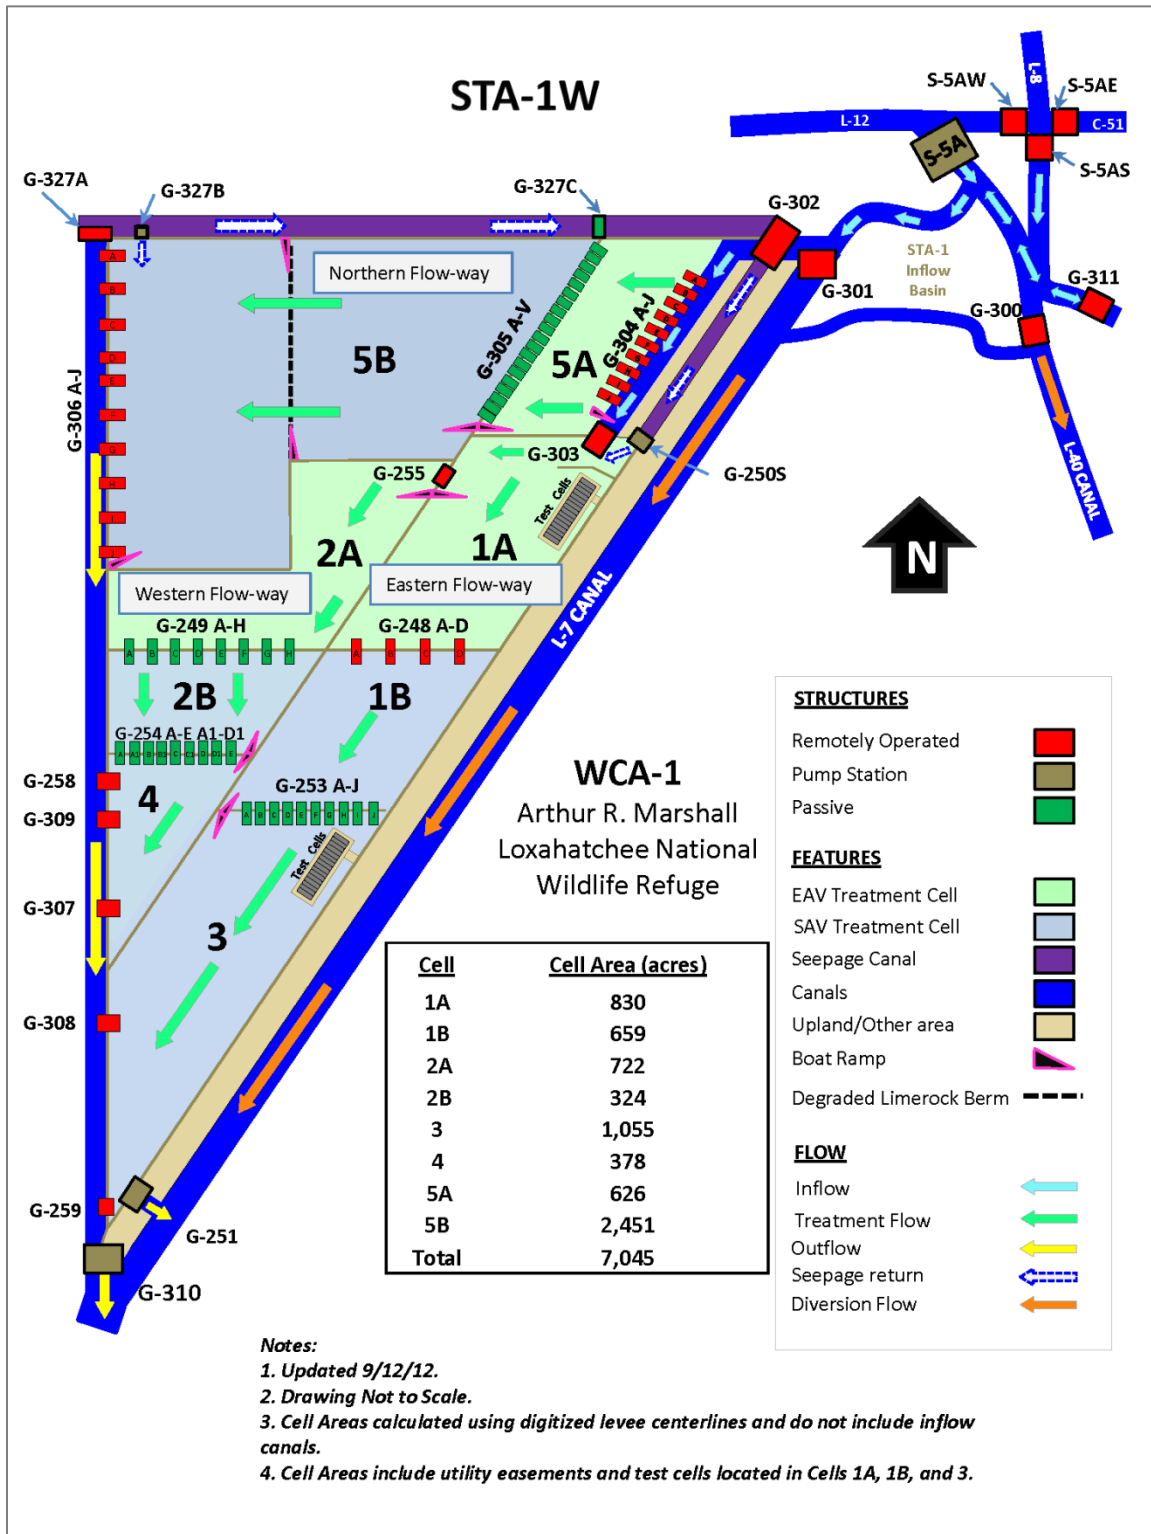 STA-1W
L-8
S-5AW
S-5AE
L-12
C-51
S-5A
S-5AS
G-327A
G-327B
G-327C
G-302
STA-1
Inflow
Basin
G-301
G-311
G-300
Northern Flow-way
A
B
C
D
E
F
G
H
I
G-306 A-J
5B
G-305 A-V
5A
G-304 A-J
G-303
G-255
G-250S
L-40 CANAL
Test Cells
2A
1A
N
Western Flow-way
Eastern Flow-way
L-7 CANAL
G-249 A-H
G-248 A-D
A B C D E F G H
A B C D
2B
1B
G-254 A-E A1-D1
A A1 B B1 C C1 D D1 E
G-258
G-253 A-J
4
G-309
A B C D E F G H I J
Test Cells
G-307
3
G-308
G-259
G-251
G-310
WCA-1
Arthur R. Marshall
Loxahatchee National
Wildlife Refuge
Cell Cell Area (acres)
1A 830
1B 659
2A 722
2B 324
3 1,055
4 378
5A 626
5B 2,451
Total 7,045
STRUCTURES
Remotely Operated
Pump Station
Passive
FEATURES
EAV Treatment Cell
SAV Treatment Cell
Seepage Canal
Canals
Upland/Other area
Boat Ramp
Degraded Limerock Berm
FLOW
Inflow
Treatment Flow
Outflow
Seepage return
Diversion Flow
Notes:
1. Updated 9/12/12.
2. Drawing Not to Scale.
3. Cell Areas calculated using digitized levee centerlines and do not include inflow
canals.
4. Cell Areas include utility easements and test cells located in Cells 1A, 1B, and 3.